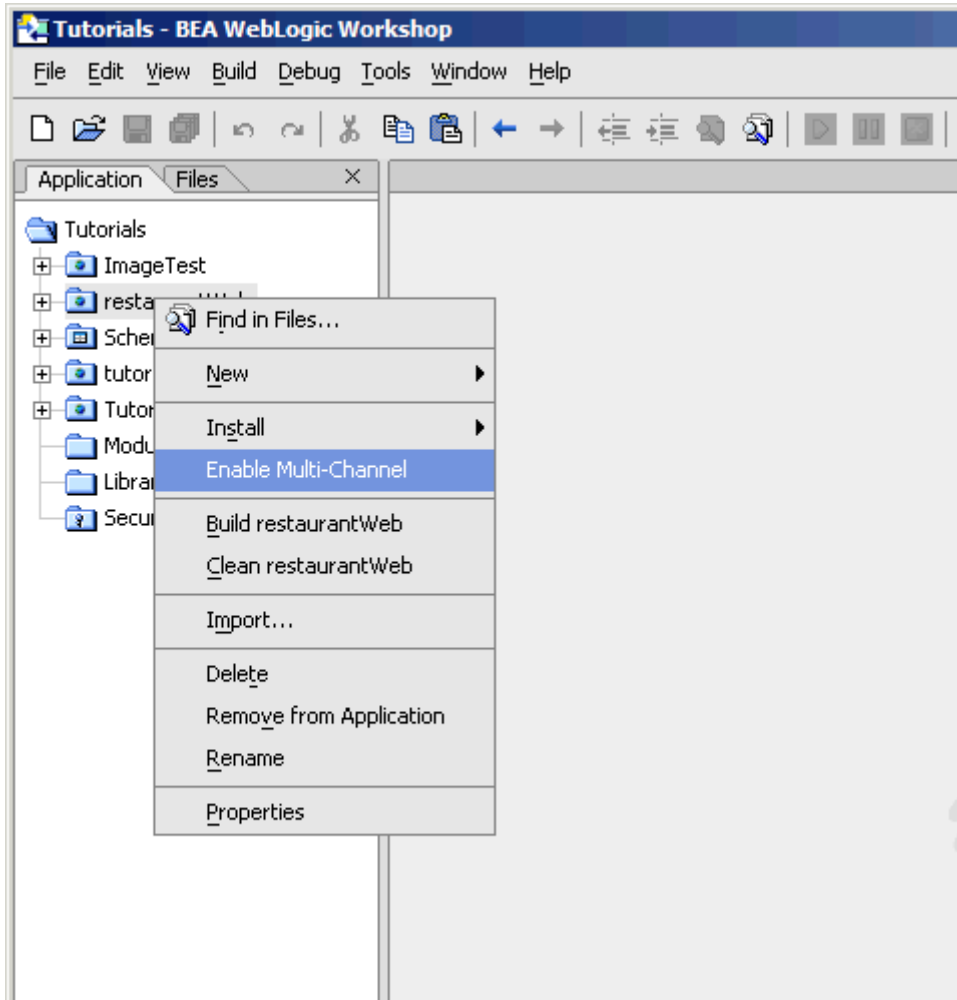 Tutorials - BEA WebLogic Workshop
File Edit View Build Debug Tools Window Help
Application Files
Tutorials
ImageTest
Find in Files...
New
Install
Enable Multi-Channel
Build restaurantWeb
Clean restaurantWeb
Import...
Delete
Remove from Application
Rename
Properties